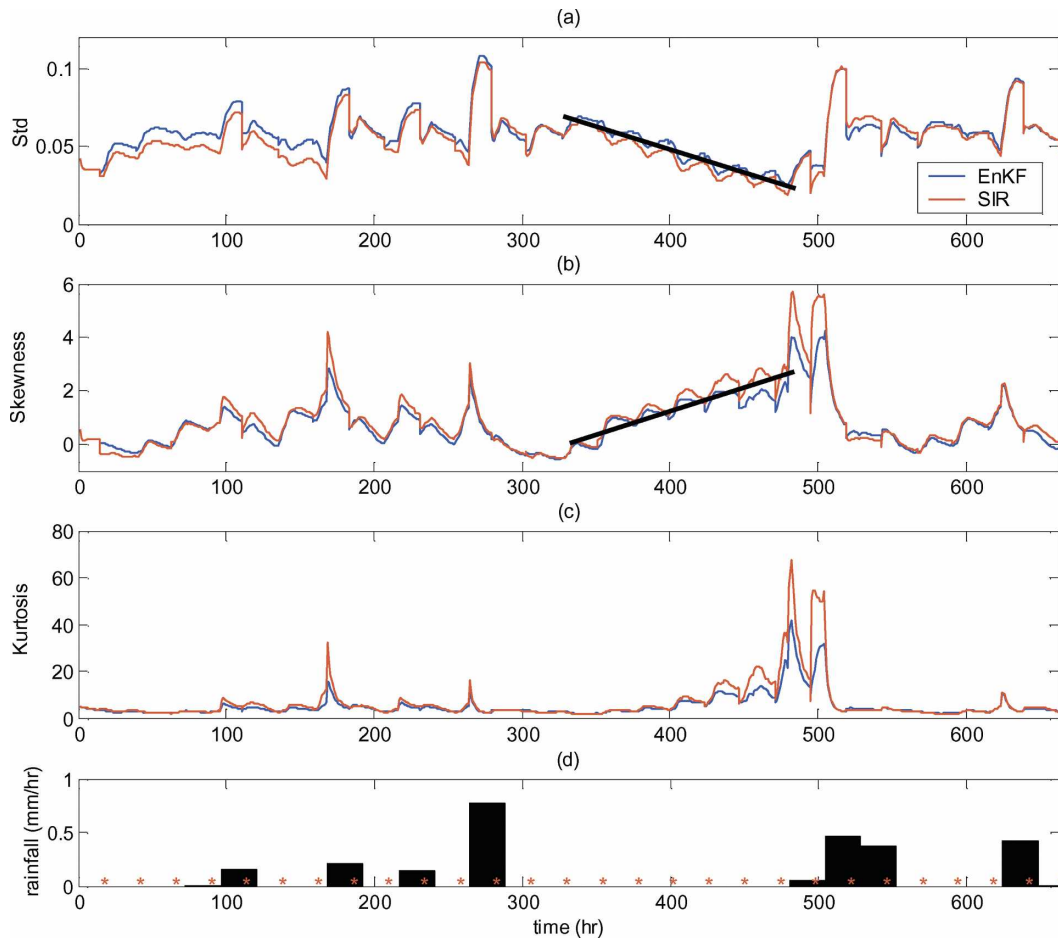 (a)
Std
0.1
0.05
0
EnKF
SIR
0 100 200 300 400 500 600
(b)
Skewness
6
4
2
0
0 100 200 300 400 500 600
(c)
Kurtosis
80
60
40
20
0
0 100 200 300 400 500 600
(d)
rainfall (mm/hr)
1
0.5
0
* * * * * * * * * * * * * * * * * * * * * * * * * * *
0 100 200 300 400 500 600
time (hr)